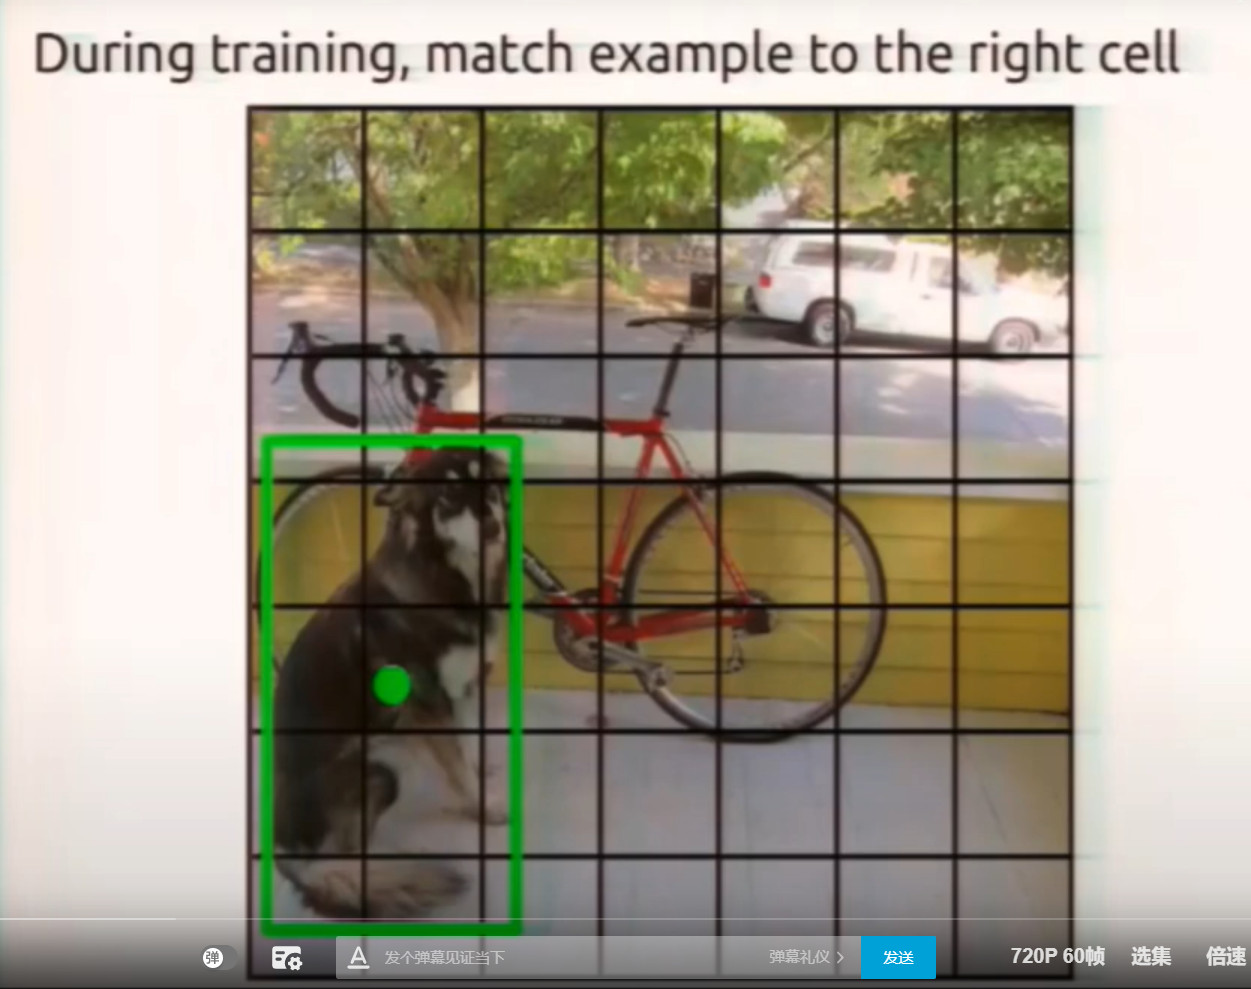 During training, match example to the right cell
弹
发个弹幕见证当下
弹幕礼仪 >
发送
720P 60帧
选集
倍速